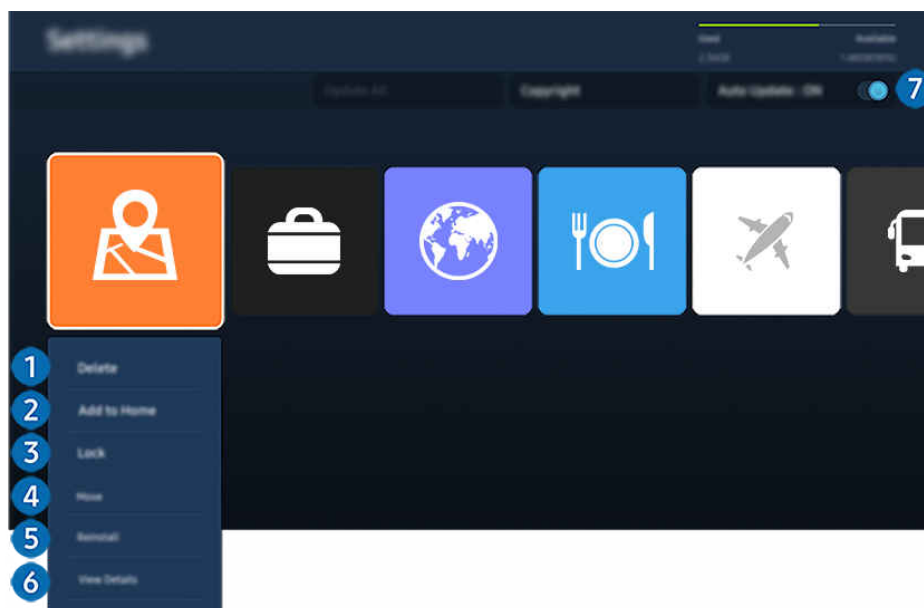 Settings
Used Available
Update All Copyright Auto Update : ON 7
1 Delete
2 Add to Home
3 Lock
4 Move
5 Reinstall
6 View Details